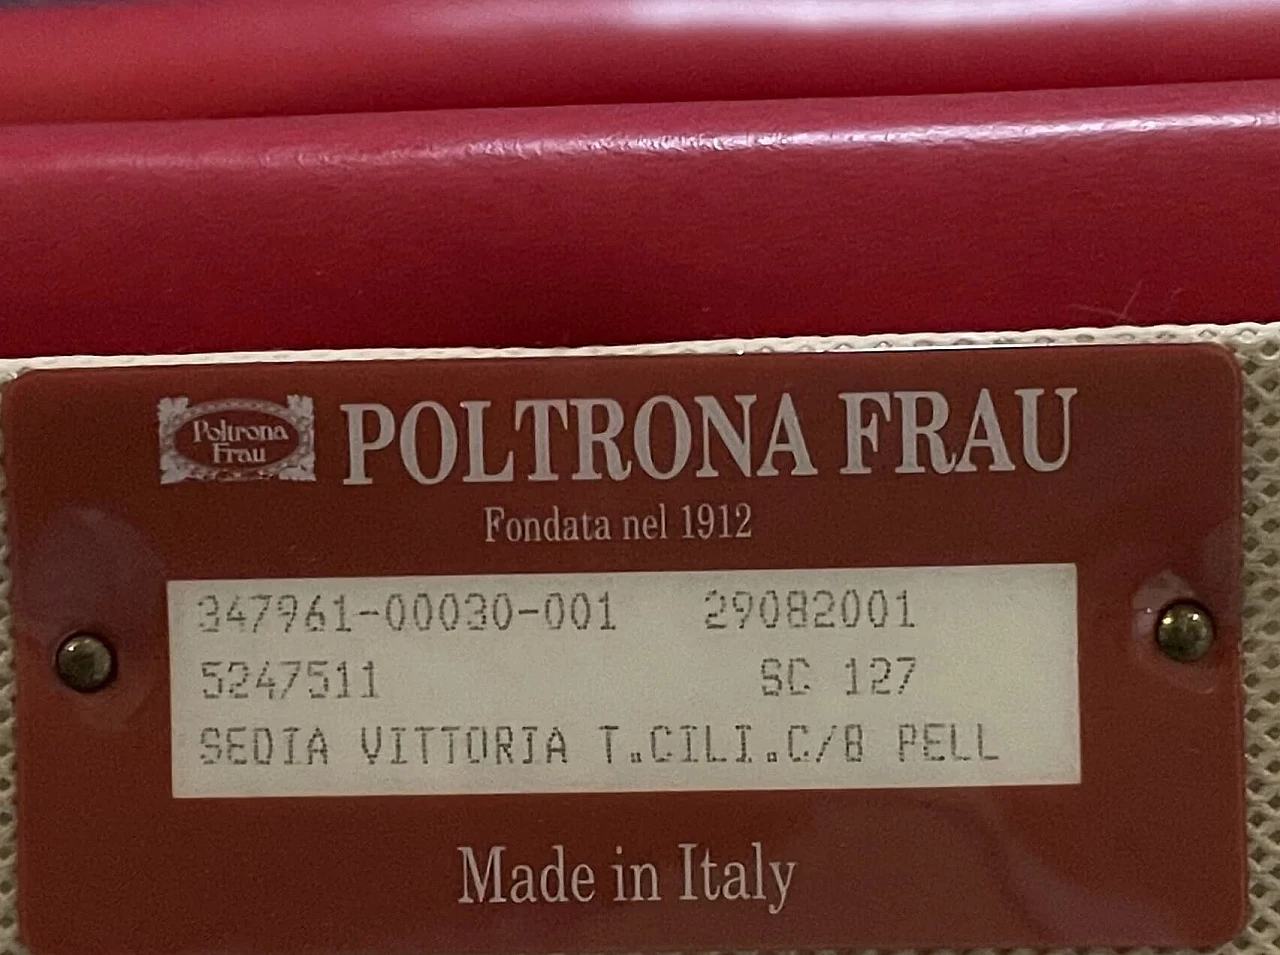 Poltrona
Frau
POLTRONA FRAU
Fondata nel 1912
347961-00030-001 29082001
5247511 SC 127
SEDIA VITTORIA T.CILI.C/B PELL
Made in Italy